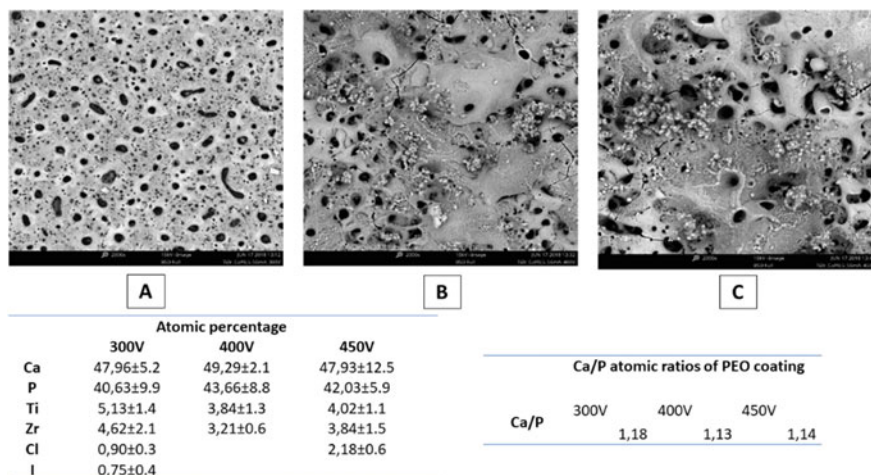 A
B
C
Atomic percentage
300V 400V 450V
Ca 47,96±5.2 49,29±2.1 47,93±12.5
P 40,63±9.9 43,66±8.8 42,03±5.9
Ti 5,13±1.4 3,84±1.3 4,02±1.1
Zr 4,62±2.1 3,21±0.6 3,84±1.5
Cl 0,90±0.3 2,18±0.6
I 0,75±0.4
Ca/P atomic ratios of PEO coating
300V 400V 450V
Ca/P
1,18 1,13 1,14